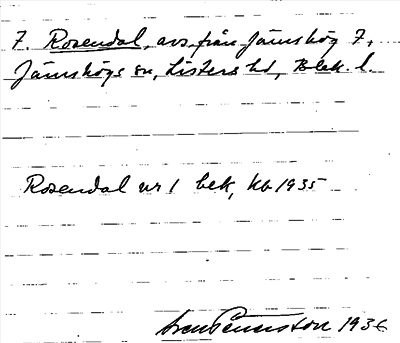 7. Rosendal, avs. från Jämshög 7,
Jämshögs sn, Listers hd, Blek. l.
Rosendal nr 1 bek, kb 1935
1936